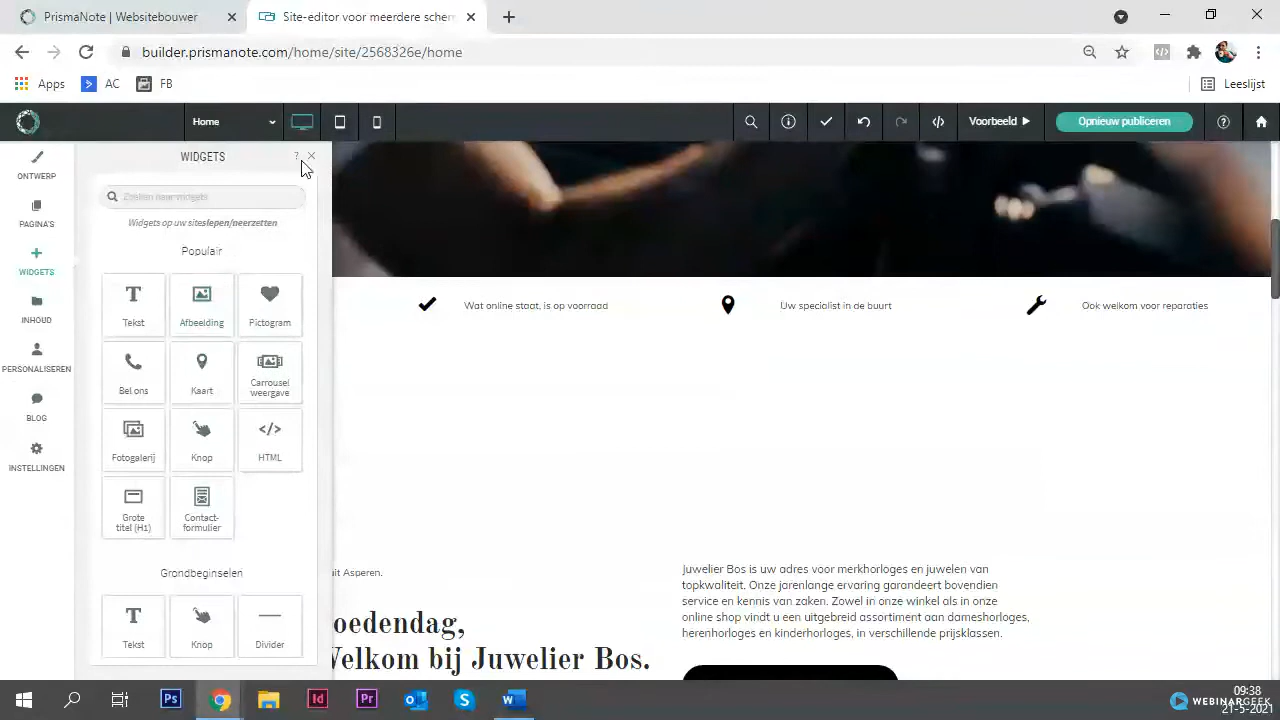 PrismaNote | Websitebouwer
Site-editor voor meerdere scherm
builder.prismanote.com/home/site/2568326e/home
Apps
AC
FB
Leeslijst
Home
Voorbeeld
Opnieuw publiceren
ONTWERP
PAGINA'S
WIDGETS
INHOUD
PERSONALISEREN
BLOG
INSTELLINGEN
WIDGETS
?
Zoeken naar widgets
Widgets op uw site slepen/neerzetten
Populair
Tekst
Afbeelding
Pictogram
Bel ons
Kaart
Carrousel
weergave
Fotogalerij
Knop
HTML
Grote
titel (H1)
Contact-
formulier
Grondbeginselen
Tekst
Knop
Divider
Wat online staat, is op voorraad
Uw specialist in de buurt
Ook welkom voor reparaties
uit Asperen.
oedendag,
Welkom bij Juwelier Bos.
Juwelier Bos is uw adres voor merkhorloges en juwelen van
topkwaliteit. Onze jarenlange ervaring garandeert bovendien
service en kennis van zaken. Zowel in onze winkel als in onze
online shop vindt u een uitgebreid assortiment aan dameshorloges,
herenhorloges en kinderhorloges, in verschillende prijsklassen.
09:38
21-5-2021
WEBINARGEEK